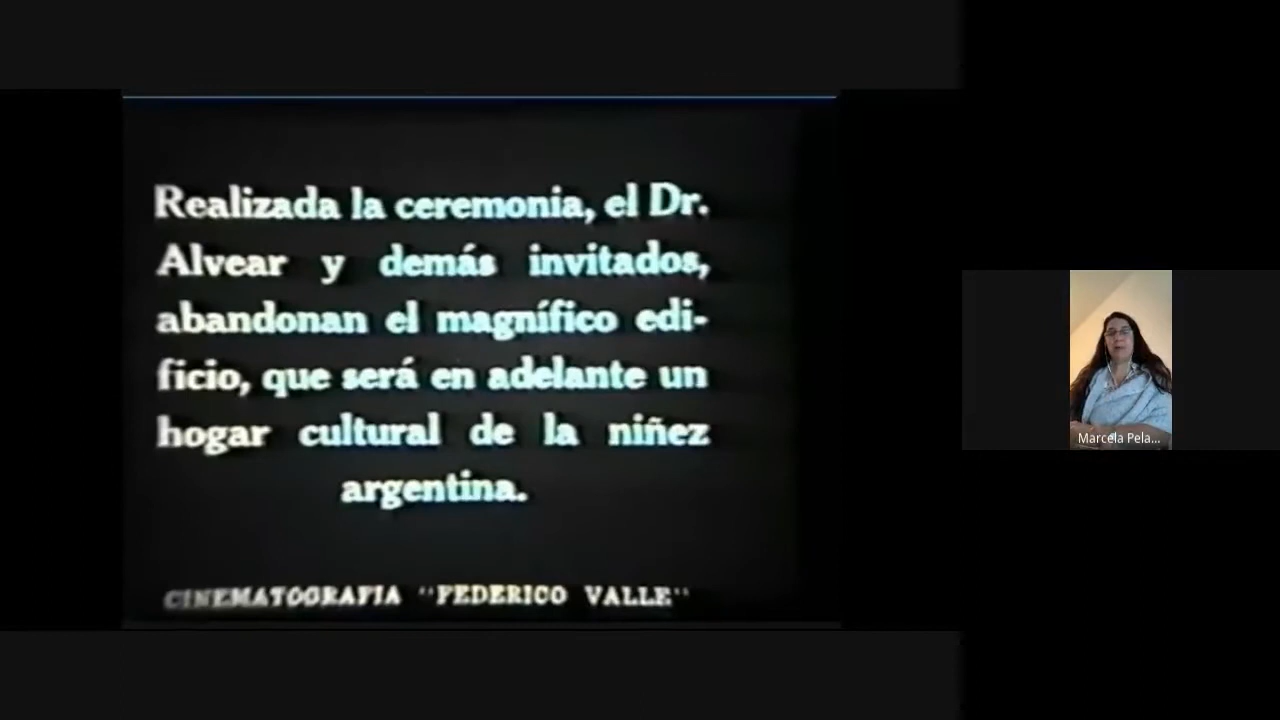 Realizada la ceremonia, el Dr.
Alvear y demás invitados,
abandonan el magnífico edi-
ficio, que será en adelante un
hogar cultural de la niñez
argentina.
CINEMATOGRAFIA "FEDERICO VALLE"
Marcela Pela...